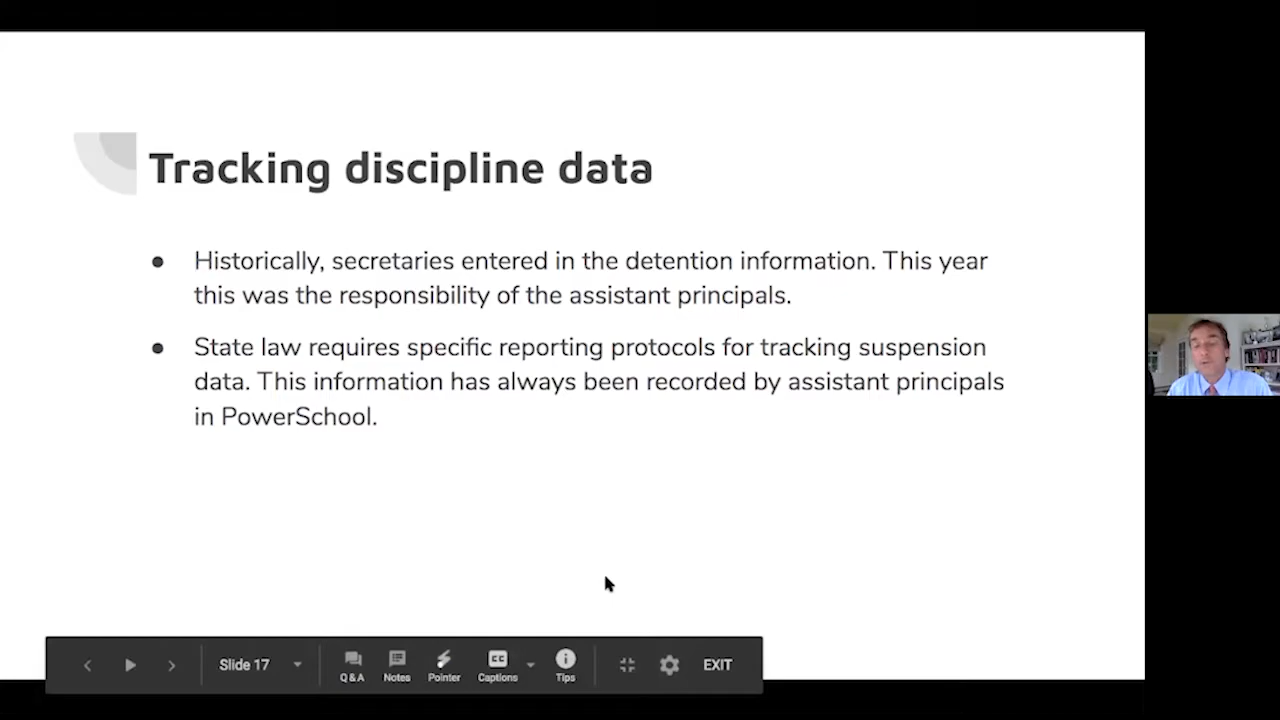 Tracking discipline data
● Historically, secretaries entered in the detention information. This year
this was the responsibility of the assistant principals.
● State law requires specific reporting protocols for tracking suspension
data. This information has always been recorded by assistant principals
in PowerSchool.
Slide 17
Q & A
Notes
Pointer
CC
Captions
Tips
EXIT